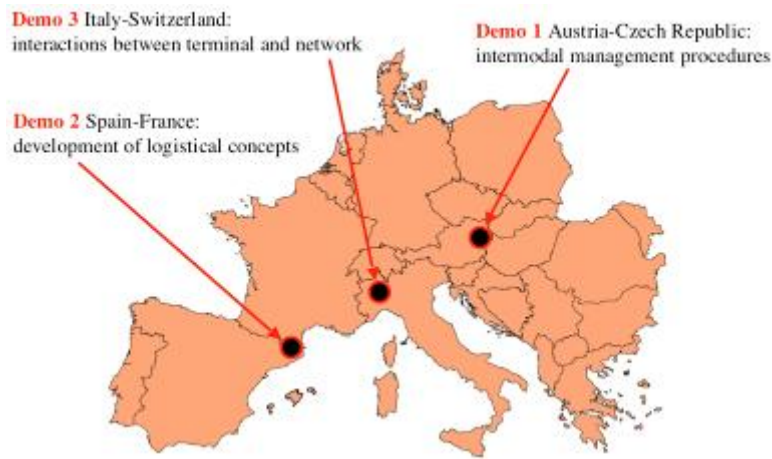 Demo 3 Italy-Switzerland:
interactions between terminal and network
Demo 1 Austria-Czech Republic:
intermodal management procedures
Demo 2 Spain-France:
development of logistical concepts